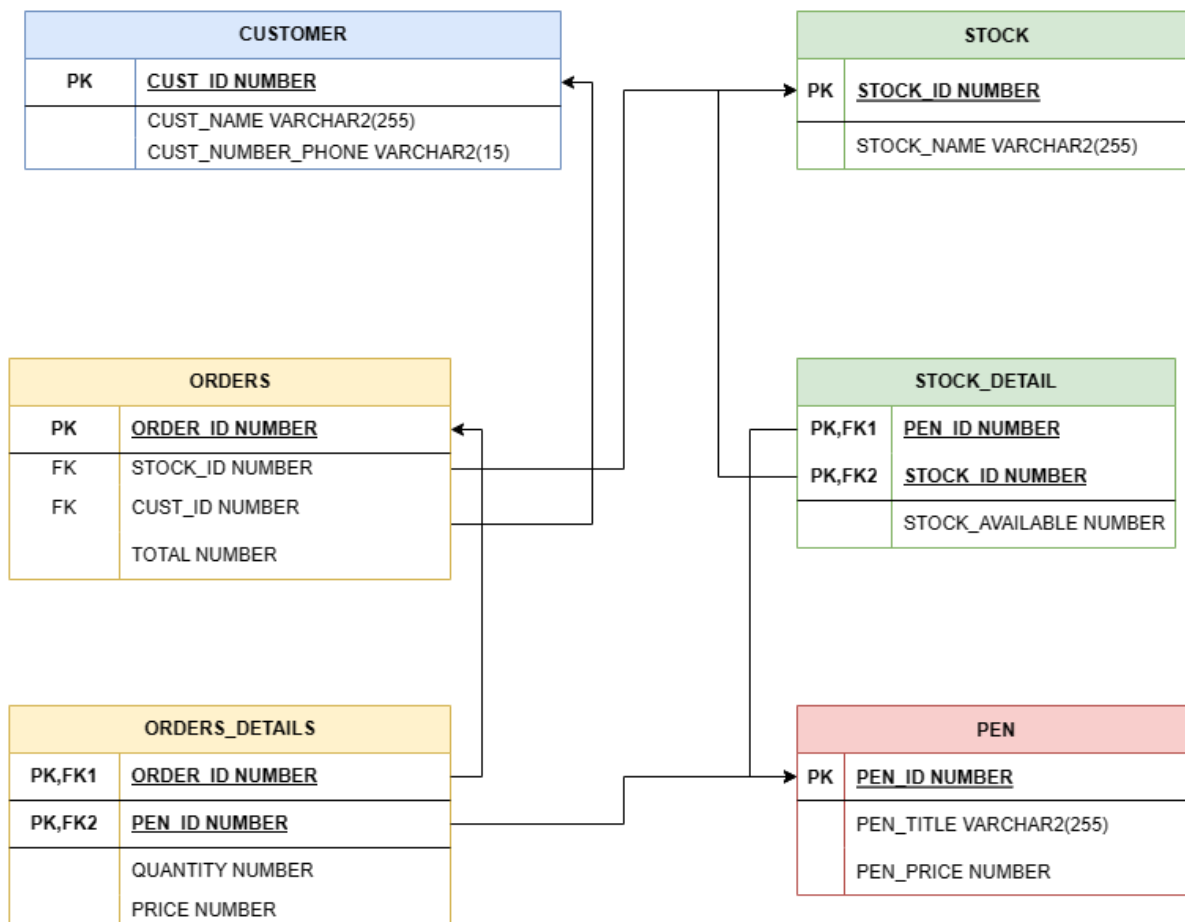 CUSTOMER
PK CUST_ID NUMBER
CUST_NAME VARCHAR2(255)
CUST_NUMBER_PHONE VARCHAR2(15)
STOCK
PK STOCK_ID NUMBER
STOCK_NAME VARCHAR2(255)
ORDERS
PK ORDER_ID NUMBER
FK STOCK_ID NUMBER
FK CUST_ID NUMBER
TOTAL NUMBER
STOCK_DETAIL
PK,FK1 PEN_ID NUMBER
PK,FK2 STOCK_ID NUMBER
STOCK_AVAILABLE NUMBER
ORDERS_DETAILS
PK,FK1 ORDER_ID NUMBER
PK,FK2 PEN_ID NUMBER
QUANTITY NUMBER
PRICE NUMBER
PEN
PK PEN_ID NUMBER
PEN_TITLE VARCHAR2(255)
PEN_PRICE NUMBER